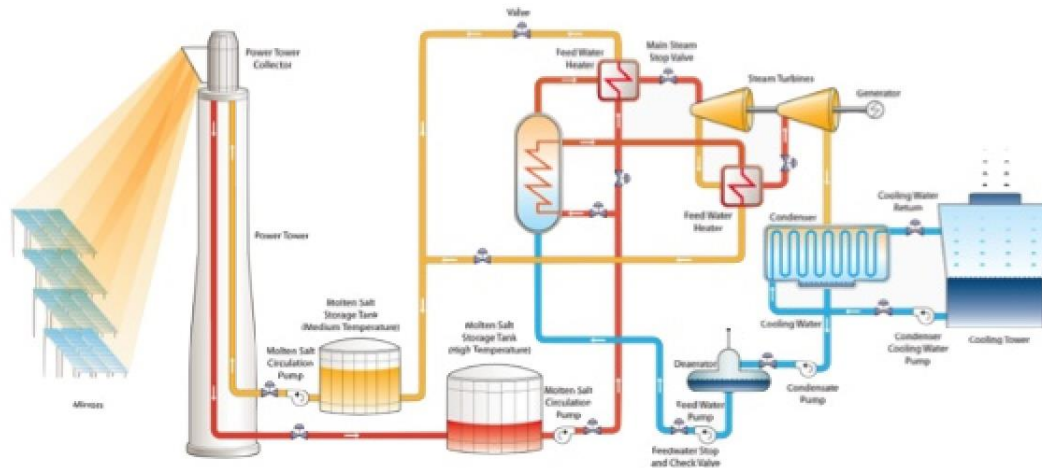 Valve
Power Tower
Collector
Feed Water
Heater
Main Steam
Stop Valve
Steam Turbines
Generator
Cooling Water
Return
Condenser
Feed Water
Heater
Power Tower
Molten Salt
Storage Tank
(Medium Temperature)
Molten Salt
Storage Tank
(High Temperature)
Cooling Water
Condenser
Cooling Water
Pump
Cooling Tower
Molten Salt
Circulation
Pump
Deaerator
Condensate
Pump
Mirrors
Molten Salt
Circulation
Pump
Feed Water
Pump
Feedwater Stop
and Check Valve